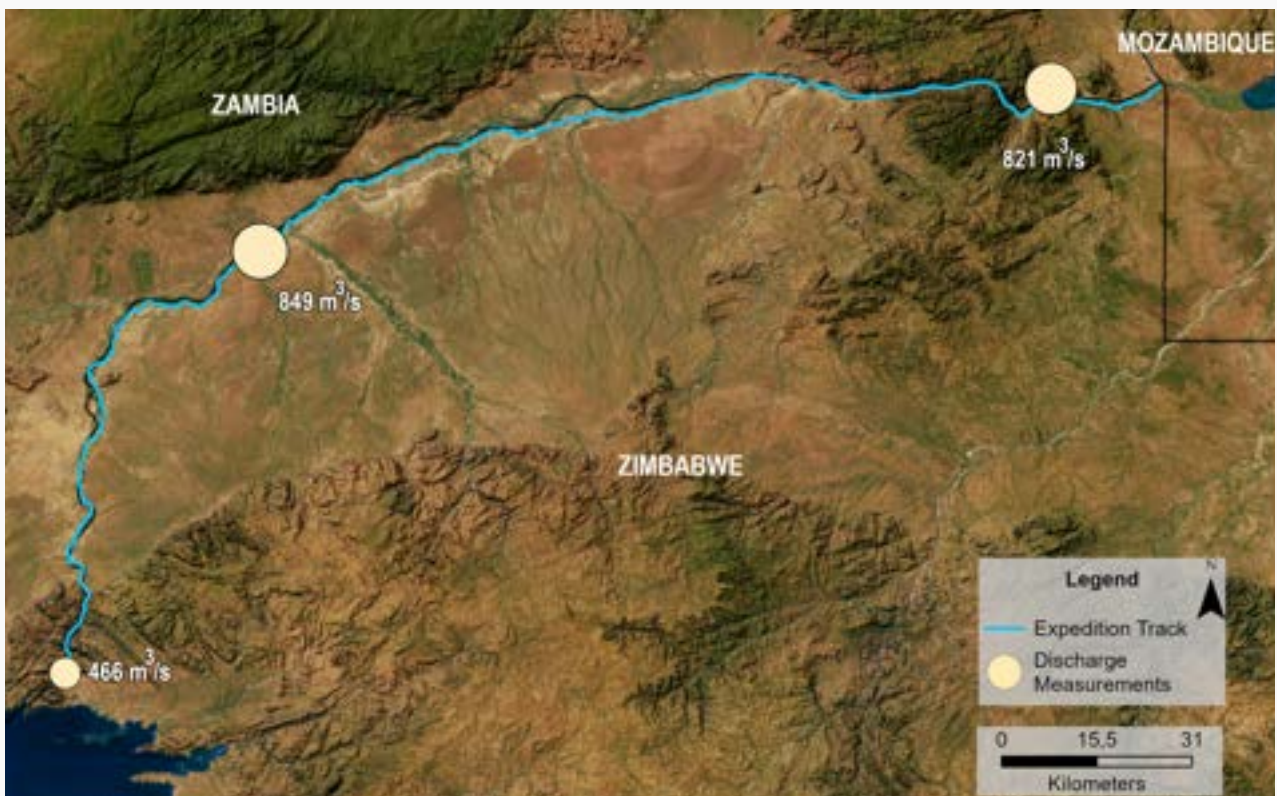 MOZAMBIQUE
ZAMBIA
821 m³/s
849 m³/s
ZIMBABWE
466 m³/s
Legend
N
Expedition Track
Discharge
Measurements
0 15,5 31
Kilometers